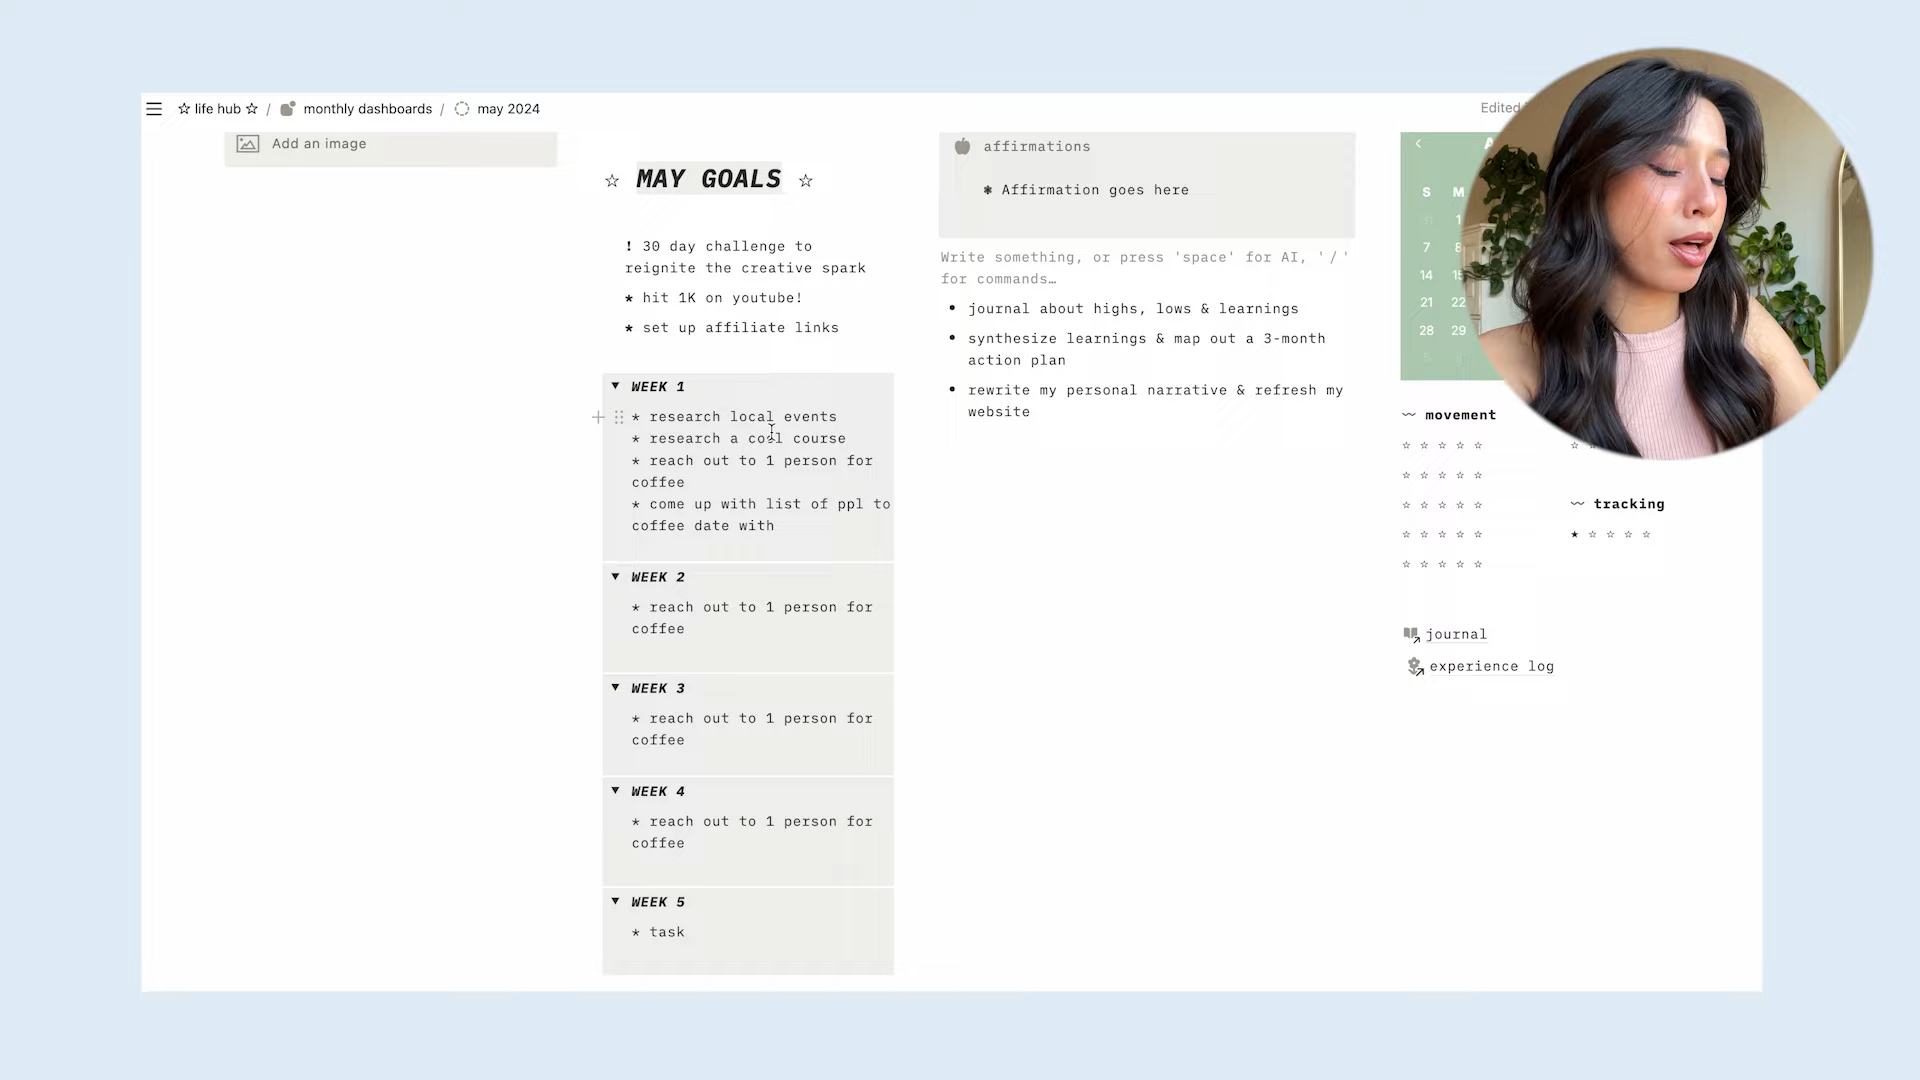 ☆ life hub ☆ / monthly dashboards / may 2024
Edited
Add an image
☆ MAY GOALS ☆
! 30 day challenge to
reignite the creative spark
* hit 1K on youtube!
* set up affiliate links
WEEK 1
* research local events
* research a cool course
* reach out to 1 person for
coffee
* come up with list of ppl to
coffee date with
WEEK 2
* reach out to 1 person for
coffee
WEEK 3
* reach out to 1 person for
coffee
WEEK 4
* reach out to 1 person for
coffee
WEEK 5
* task
affirmations
✱ Affirmation goes here
Write something, or press 'space' for AI, '/'
for commands…
• journal about highs, lows & learnings
• synthesize learnings & map out a 3-month
action plan
• rewrite my personal narrative & refresh my
website
S M
31 1
7 8
14 15
21 22
28 29
5
movement
☆ ☆ ☆ ☆ ☆
☆ ☆ ☆ ☆ ☆
☆ ☆ ☆ ☆ ☆
☆ ☆ ☆ ☆ ☆
☆ ☆ ☆ ☆ ☆
tracking
★ ☆ ☆ ☆ ☆
journal
experience log